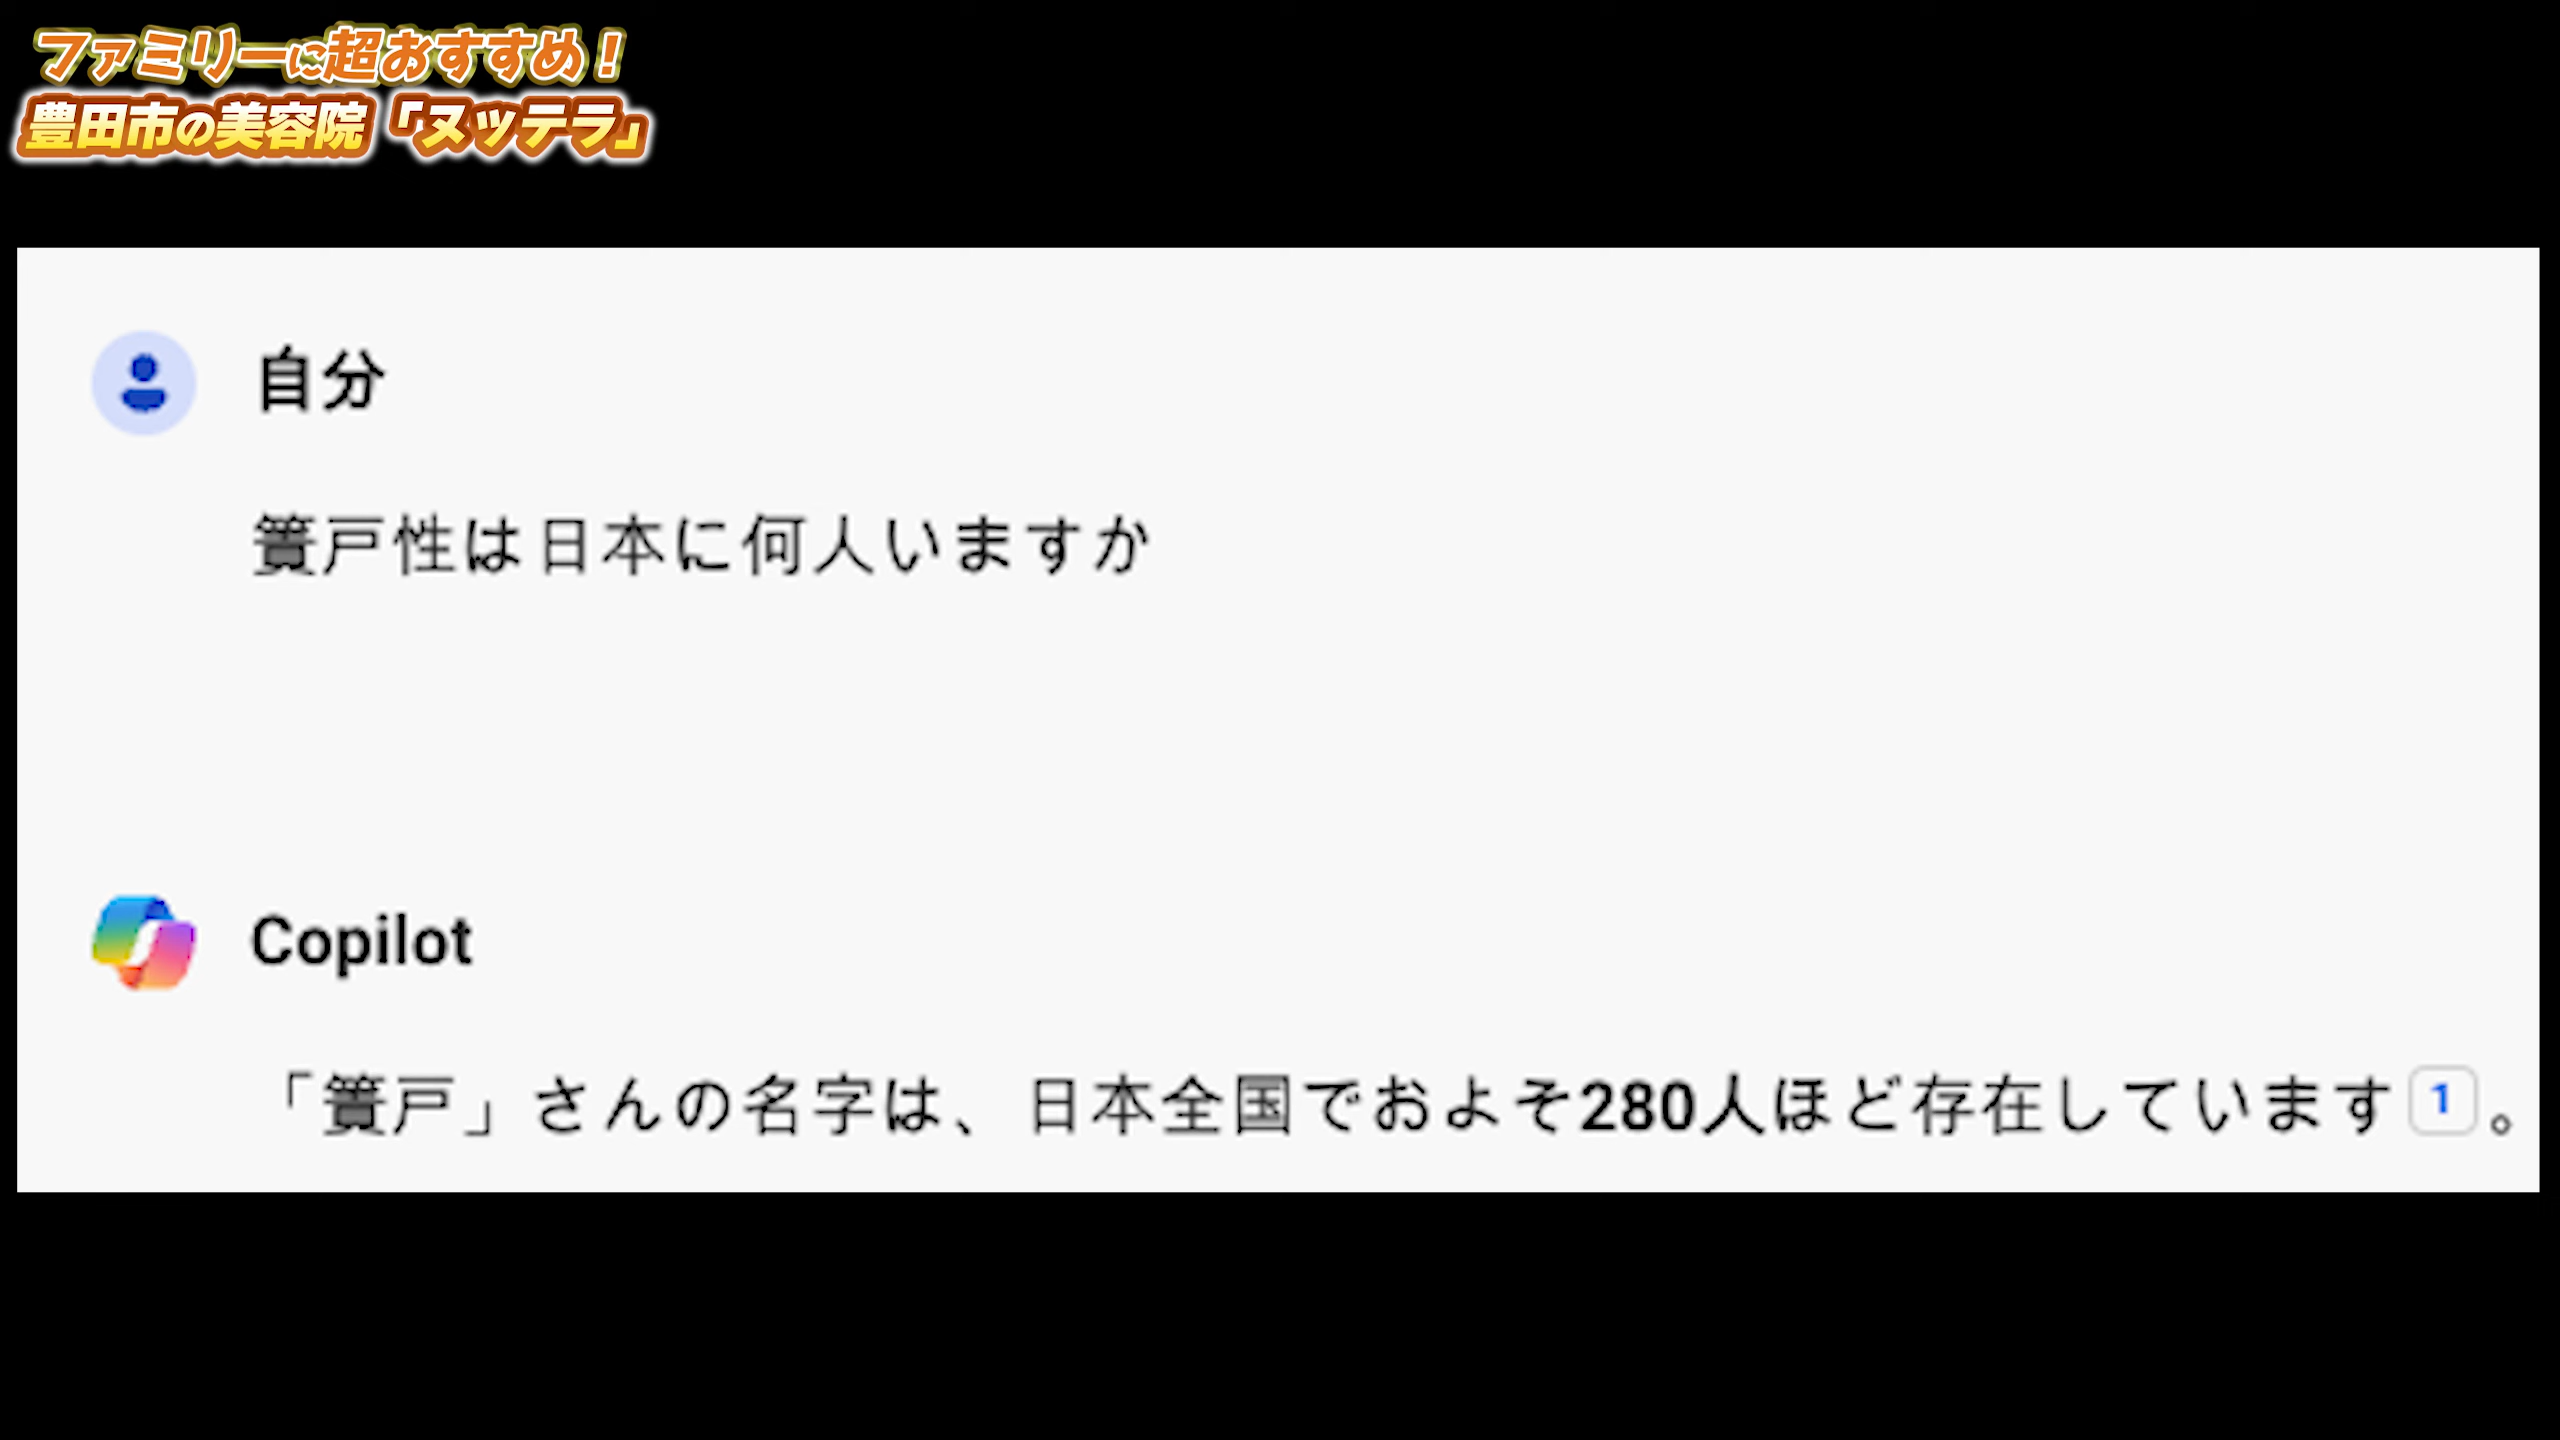 ファミリーに超おすすめ！
豊田市の美容院「ヌッテラ」
自分
簀戸性は日本に何人いますか
Copilot
「簀戸」さんの名字は、日本全国でおよそ280人ほど存在しています 1 。